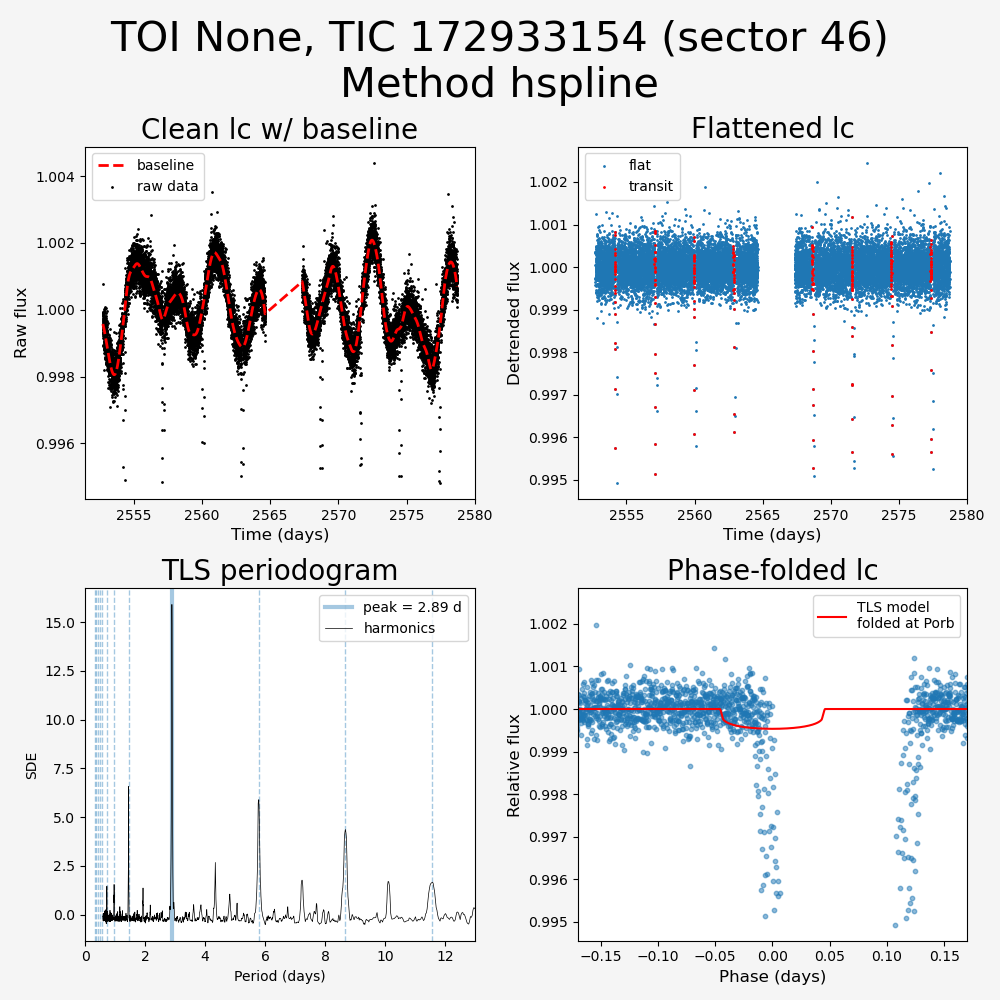 TOI None, TIC 172933154 (sector 46)
Method hspline
Clean lc w/ baseline
baseline
raw data
1.004
1.002
1.000
0.998
0.996
Raw flux
2555
2560
2565
2570
2575
2580
Time (days)
Flattened lc
flat
transit
1.002
1.001
1.000
0.999
0.998
0.997
0.996
0.995
Detrended flux
2555
2560
2565
2570
2575
2580
Time (days)
TLS periodogram
peak = 2.89 d
harmonics
15.0
12.5
10.0
7.5
5.0
2.5
0.0
SDE
0
2
4
6
8
10
12
Period (days)
Phase-folded lc
TLS model
folded at Porb
1.002
1.001
1.000
0.999
0.998
0.997
0.996
0.995
Relative flux
−0.15
−0.10
−0.05
0.00
0.05
0.10
0.15
Phase (days)